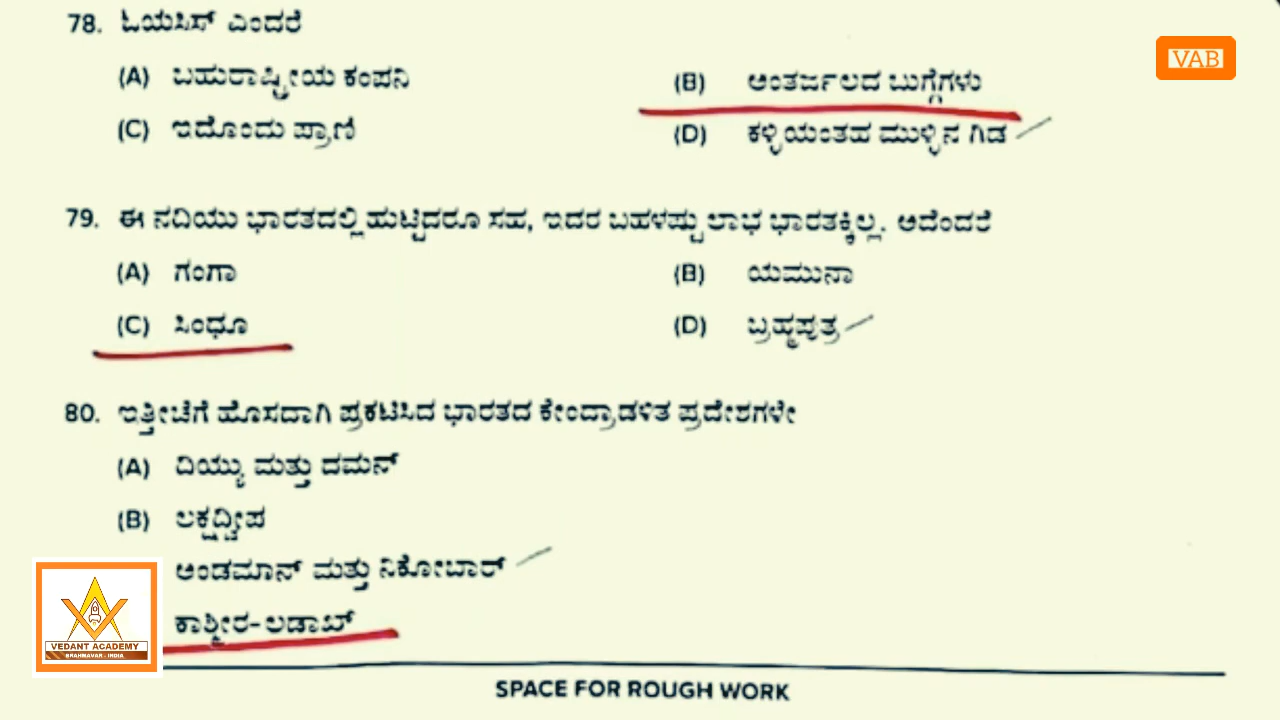 VAB
78. ಓಯಸಿಸ್ ಎಂದರೆ
(A) ಬಹುರಾಷ್ಟ್ರೀಯ ಕಂಪನಿ (B) ಅಂತರ್ಜಲದ ಬುಗ್ಗೆಗಳು
(C) ಇದೊಂದು ಪ್ರಾಣಿ (D) ಕಳ್ಳಿಯಂತಹ ಮುಳ್ಳಿನ ಗಿಡ
79. ಈ ನದಿಯು ಭಾರತದಲ್ಲಿ ಹುಟ್ಟಿದರೂ ಸಹ, ಇದರ ಬಹಳಷ್ಟು ಲಾಭ ಭಾರತಕ್ಕಿಲ್ಲ. ಅದೆಂದರೆ
(A) ಗಂಗಾ (B) ಯಮುನಾ
(C) ಸಿಂಧೂ (D) ಬ್ರಹ್ಮಪುತ್ರ
80. ಇತ್ತೀಚೆಗೆ ಹೊಸದಾಗಿ ಪ್ರಕಟಿಸಿದ ಭಾರತದ ಕೇಂದ್ರಾಡಳಿತ ಪ್ರದೇಶಗಳೇ
(A) ದಿಯ್ಯು ಮತ್ತು ದಮನ್
(B) ಲಕ್ಷದ್ವೀಪ
ಅಂಡಮಾನ್ ಮತ್ತು ನಿಕೋಬಾರ್
ಕಾಶ್ಮೀರ-ಲಡಾಖ್
VEDANT ACADEMY
BRAHMAVAR - INDIA
SPACE FOR ROUGH WORK